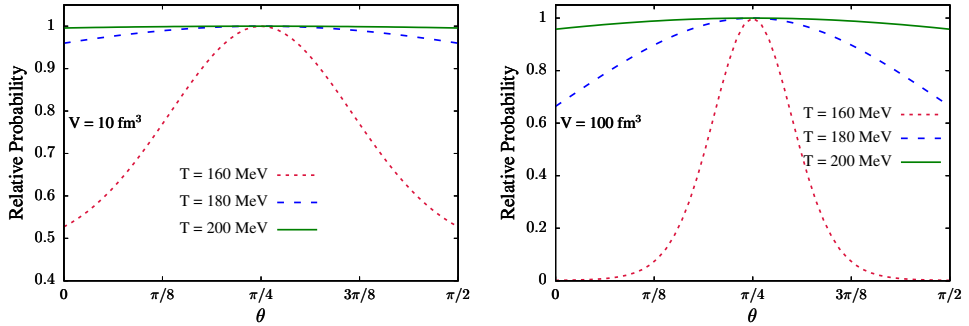 Relative Probability
1
0.9
0.8
0.7
0.6
0.5
0.4
V = 10 fm³
T = 160 MeV
T = 180 MeV
T = 200 MeV
0
π/8
π/4
3π/8
π/2
θ
Relative Probability
1
0.8
0.6
0.4
0.2
0
V = 100 fm³
T = 160 MeV
T = 180 MeV
T = 200 MeV
0
π/8
π/4
3π/8
π/2
θ